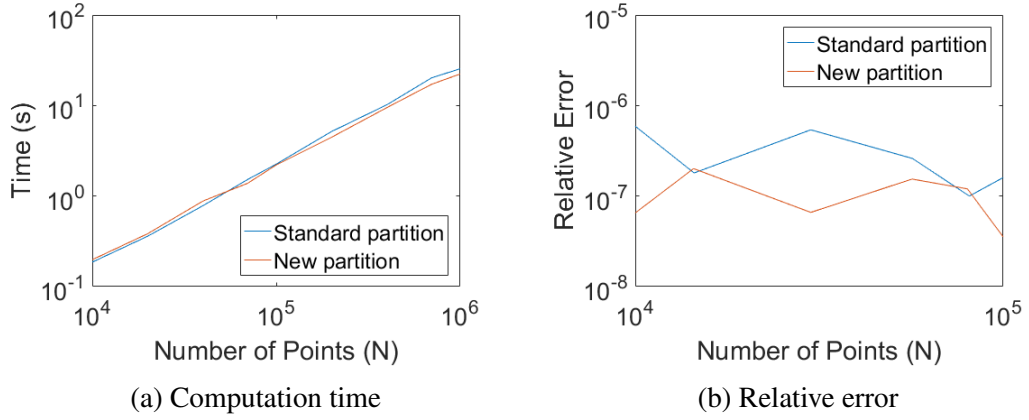 10^2
10^1
10^0
10^-1
Time (s)
Standard partition
New partition
10^4 10^5 10^6
Number of Points (N)
(a) Computation time
10^-5
10^-6
10^-7
10^-8
Relative Error
Standard partition
New partition
10^4 10^5
Number of Points (N)
(b) Relative error